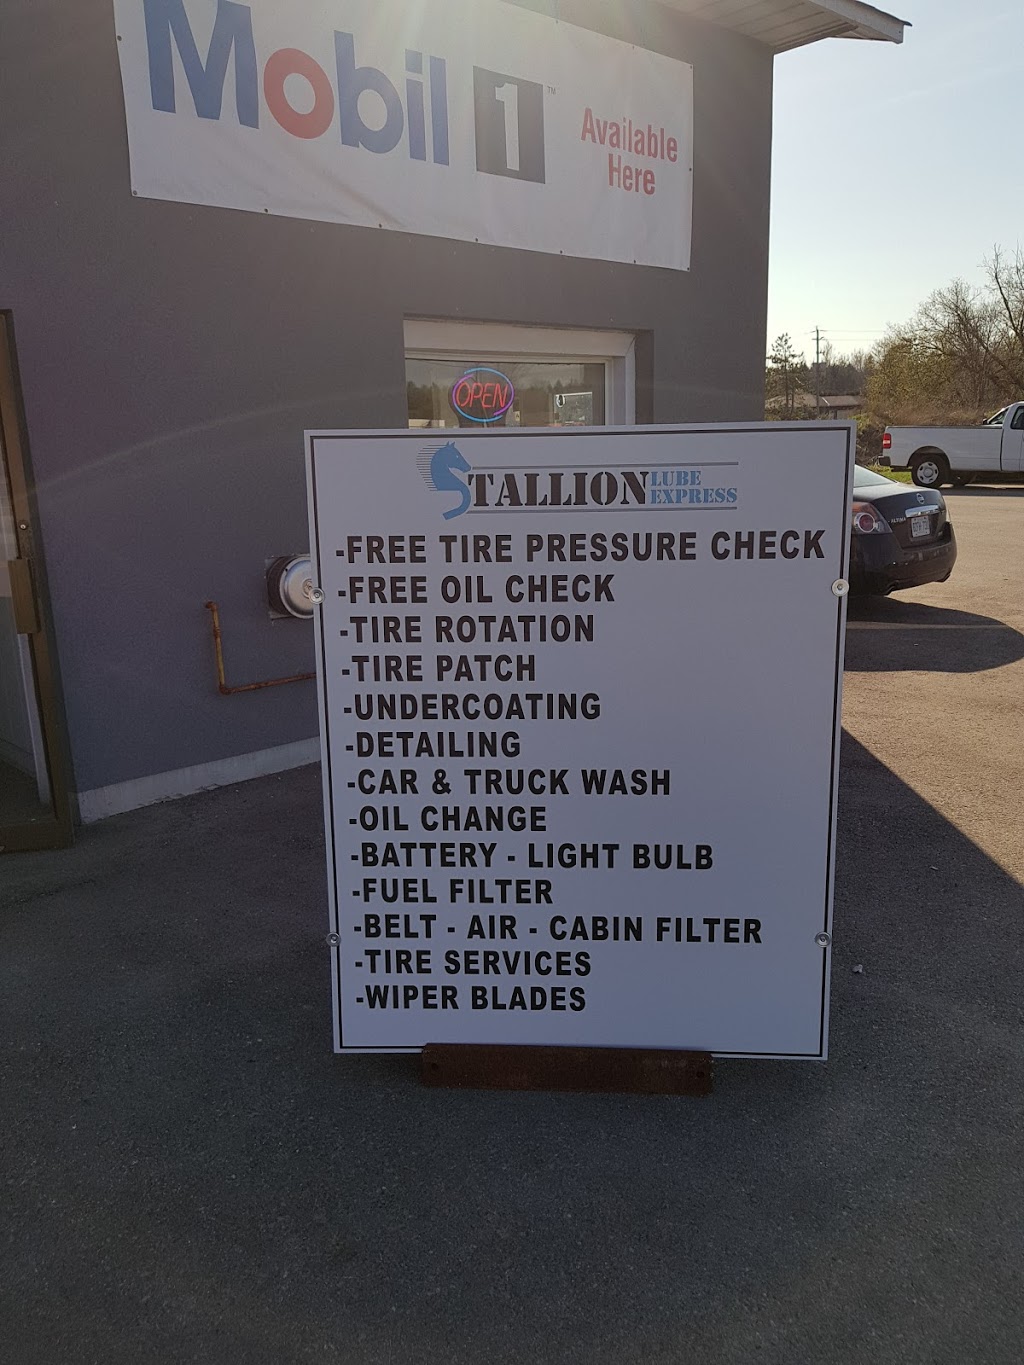 Mobil 1™
Available
Here
OPEN
STALLION LUBE
EXPRESS
-FREE TIRE PRESSURE CHECK
-FREE OIL CHECK
-TIRE ROTATION
-TIRE PATCH
-UNDERCOATING
-DETAILING
-CAR & TRUCK WASH
-OIL CHANGE
-BATTERY - LIGHT BULB
-FUEL FILTER
-BELT - AIR - CABIN FILTER
-TIRE SERVICES
-WIPER BLADES